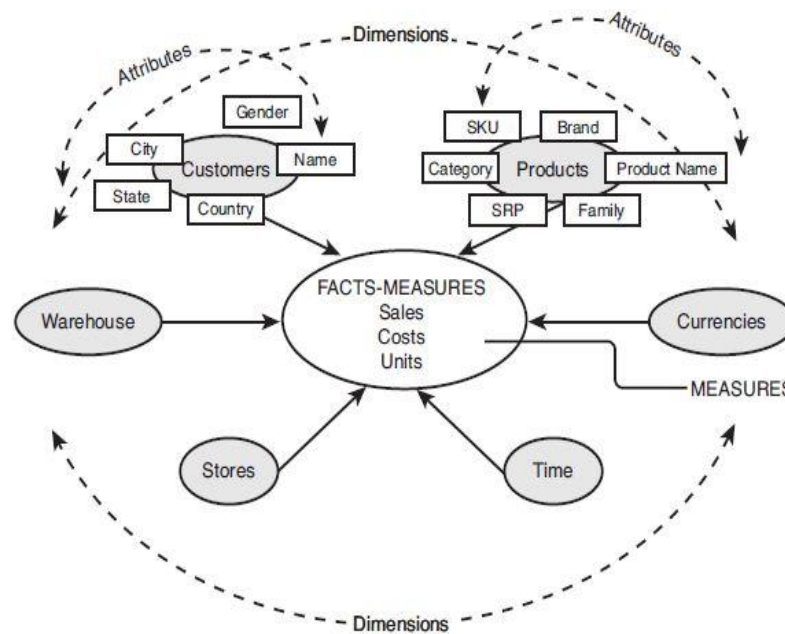 Dimensions
Attributes
Attributes
Gender
SKU
Brand
City
Name
Customers
Category
Products
Product Name
State
Country
SRP
Family
FACTS-MEASURES
Sales
Costs
Units
Warehouse
Currencies
MEASURES
Stores
Time
Dimensions